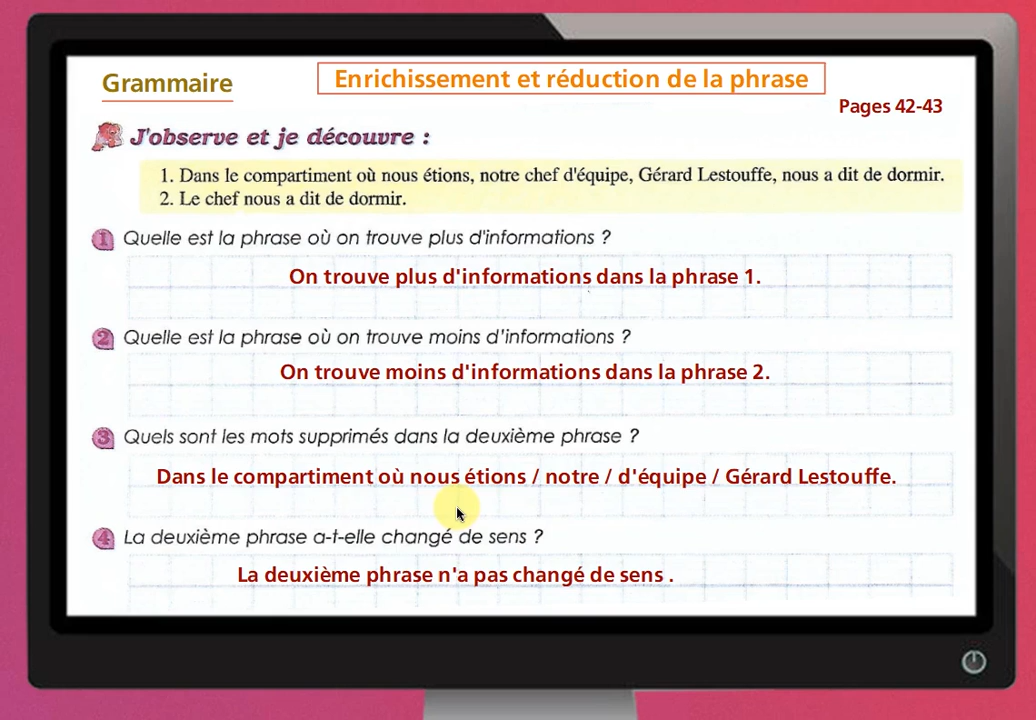 Grammaire
Enrichissement et réduction de la phrase
Pages 42-43
J'observe et je découvre :
1. Dans le compartiment où nous étions, notre chef d'équipe, Gérard Lestouffe, nous a dit de dormir.
2. Le chef nous a dit de dormir.
1 Quelle est la phrase où on trouve plus d'informations ?
On trouve plus d'informations dans la phrase 1.
2 Quelle est la phrase où on trouve moins d'informations ?
On trouve moins d'informations dans la phrase 2.
3 Quels sont les mots supprimés dans la deuxième phrase ?
Dans le compartiment où nous étions / notre / d'équipe / Gérard Lestouffe.
4 La deuxième phrase a-t-elle changé de sens ?
La deuxième phrase n'a pas changé de sens .